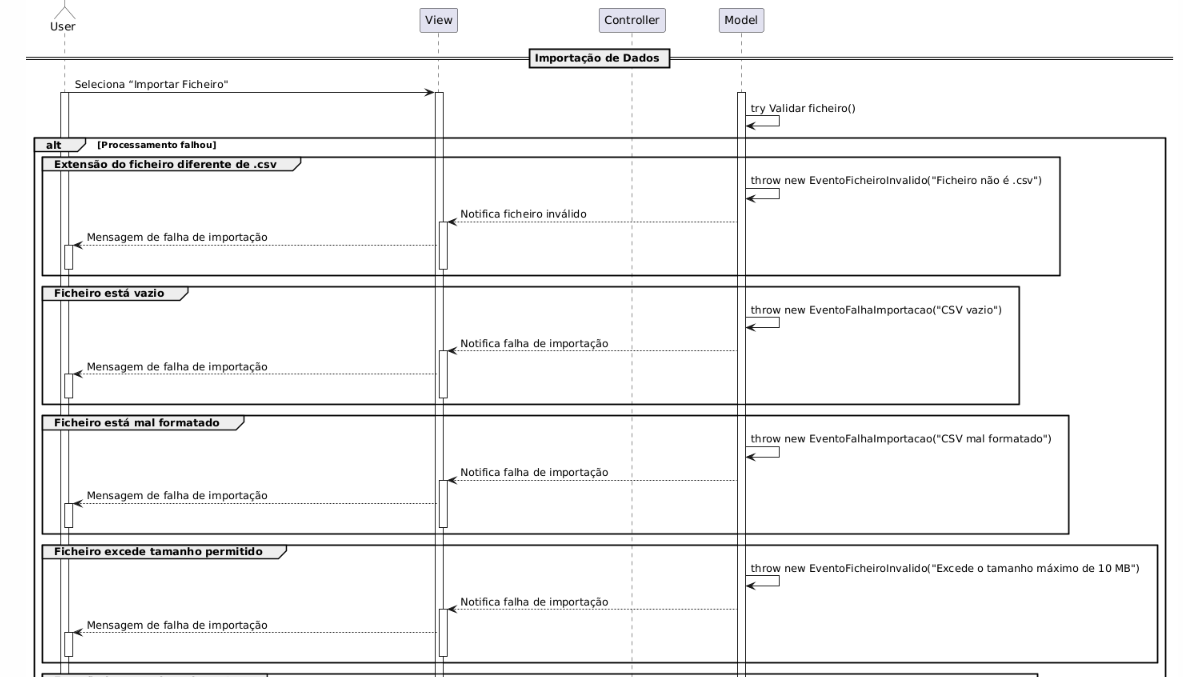 User
View
Controller
Model
Importação de Dados
Seleciona “Importar Ficheiro"
try Validar ficheiro()
alt
[Processamento falhou]
Extensão do ficheiro diferente de .csv
throw new EventoFicheiroInvalido("Ficheiro não é .csv")
Notifica ficheiro inválido
Mensagem de falha de importação
Ficheiro está vazio
throw new EventoFalhaImportacao("CSV vazio")
Notifica falha de importação
Mensagem de falha de importação
Ficheiro está mal formatado
throw new EventoFalhaImportacao("CSV mal formatado")
Notifica falha de importação
Mensagem de falha de importação
Ficheiro excede tamanho permitido
throw new EventoFicheiroInvalido("Excede o tamanho máximo de 10 MB")
Notifica falha de importação
Mensagem de falha de importação